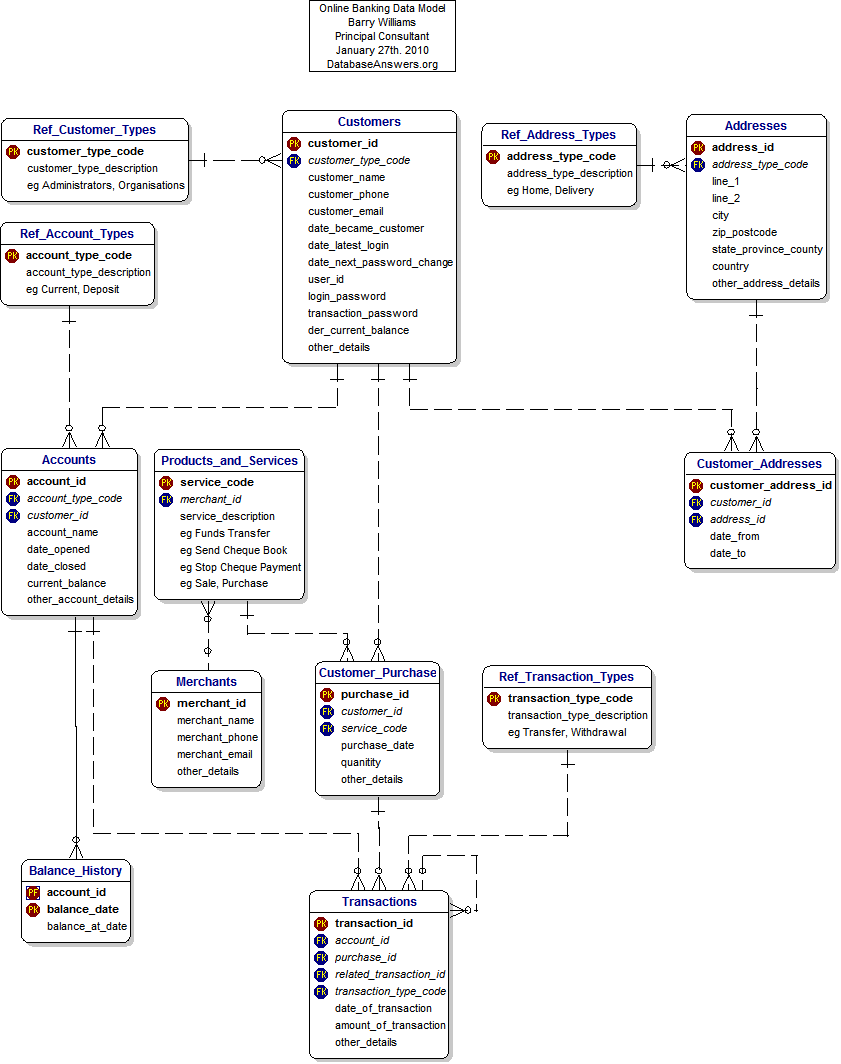 Online Banking Data Model
Barry Williams
Principal Consultant
January 27th. 2010
DatabaseAnswers.org
Ref_Customer_Types
PK customer_type_code
customer_type_description
eg Administrators, Organisations
Customers
PK customer_id
FK customer_type_code
customer_name
customer_phone
customer_email
date_became_customer
date_latest_login
date_next_password_change
user_id
login_password
transaction_password
der_current_balance
other_details
Ref_Address_Types
PK address_type_code
address_type_description
eg Home, Delivery
Addresses
PK address_id
FK address_type_code
line_1
line_2
city
zip_postcode
state_province_county
country
other_address_details
Ref_Account_Types
PK account_type_code
account_type_description
eg Current, Deposit
Accounts
PK account_id
FK account_type_code
FK customer_id
account_name
date_opened
date_closed
current_balance
other_account_details
Products_and_Services
PK service_code
FK merchant_id
service_description
eg Funds Transfer
eg Send Cheque Book
eg Stop Cheque Payment
eg Sale, Purchase
Customer_Addresses
PK customer_address_id
FK customer_id
FK address_id
date_from
date_to
Merchants
PK merchant_id
merchant_name
merchant_phone
merchant_email
other_details
Customer_Purchase
PK purchase_id
FK customer_id
FK service_code
purchase_date
quanitity
other_details
Ref_Transaction_Types
PK transaction_type_code
transaction_type_description
eg Transfer, Withdrawal
Balance_History
PF account_id
PK balance_date
balance_at_date
Transactions
PK transaction_id
FK account_id
FK purchase_id
FK related_transaction_id
FK transaction_type_code
date_of_transaction
amount_of_transaction
other_details